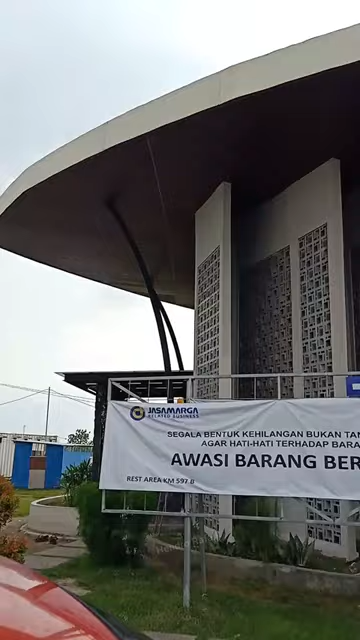 JASAMARGA
RELATED BUSINESS
SEGALA BENTUK KEHILANGAN BUKAN TAN
AGAR HATI-HATI TERHADAP BARA
AWASI BARANG BER
REST AREA KM 597 B